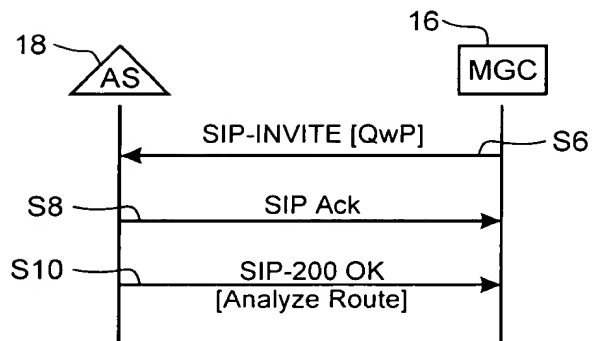 18
AS
16
MGC
SIP-INVITE [QwP]
S6
S8
SIP Ack
S10
SIP-200 OK
[Analyze Route]